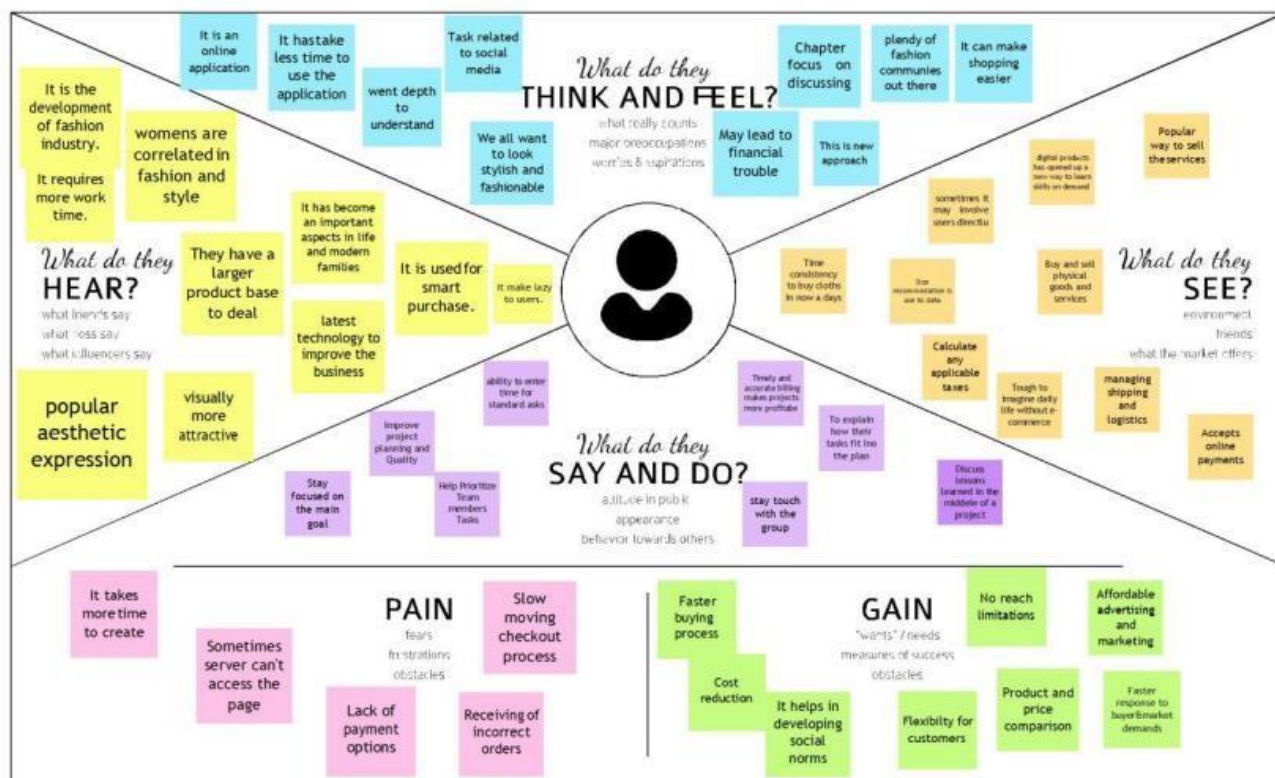 It is an
online
application
It hastake
less time to
use the
application
went depth
to
understand
Task related
to social
media
We all want
to look
stylish and
fashionable
What do they
THINK AND FEEL?
what really counts
major preoccupations
worries & aspirations
Chapter
focus on
discussing
plendy of
fashion
communies
out there
It can make
shopping
easier
May lead to
financial
trouble
This is new
approach
It is the
development
of fashion
industry.
womens are
correlated in
fashion and
style
It requires
more work
time.
What do they
HEAR?
what friends say
what boss say
what influencers say
They have a
larger
product base
to deal
It has become
an important
aspects in life
and modern
families
It is used for
smart
purchase.
It make lazy
to users.
latest
technology to
improve the
business
popular
aesthetic
expression
visually
more
attractive
Popular
way to sell
the services
digital products
has opened up a
new way to learn
skills on demand
sometimes it
may involve
users directlu
What do they
SEE?
environment
friends
what the market offers
Time
consistency
to buy cloths
in now a days
recommendation is
use to data.
Buy and sell
physical
goods and
services
Calculate
any
applicable
taxes
Tough to
imagine daily
life without e-
commerce
managing
shipping
and
logistics
Accepts
online
payments
ability to enter
time for
standard asks
Improve
project
planning and
Quality
Stay
focused on
the main
goal
Help Prioritize
Team
members
Tasks
What do they
SAY AND DO?
attitude in public
appearance
behavior towards others
Timely and
accurate billing
makes projects
more profitabe
To explain
how their
tasks fit ino
the plan
stay touch
with the
group
Discuss
lessons
learned in the
middele of a
project
PAIN
fears
frustrations
obstacles
It takes
more time
to create
Sometimes
server can't
access the
page
Slow
moving
checkout
process
Lack of
payment
options
Receiving of
incorrect
orders
GAIN
"wants" / needs
measures of success
obstacles
Faster
buying
process
Cost
reduction
It helps in
developing
social
norms
No reach
limitations
Affordable
advertising
and
marketing
Flexibilty for
customers
Product and
price
comparison
Faster
response to
buyer&market
demands